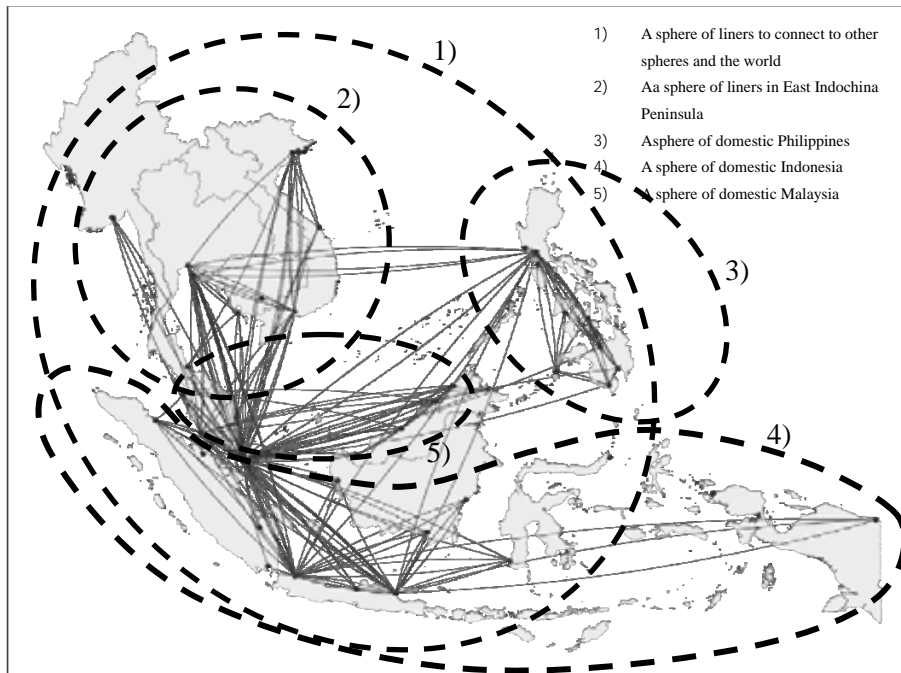 1) A sphere of liners to connect to other
spheres and the world
2) Aa sphere of liners in East Indochina
Peninsula
3) Asphere of domestic Philippines
4) A sphere of domestic Indonesia
5) A sphere of domestic Malaysia
1)
2)
3)
4)
5)